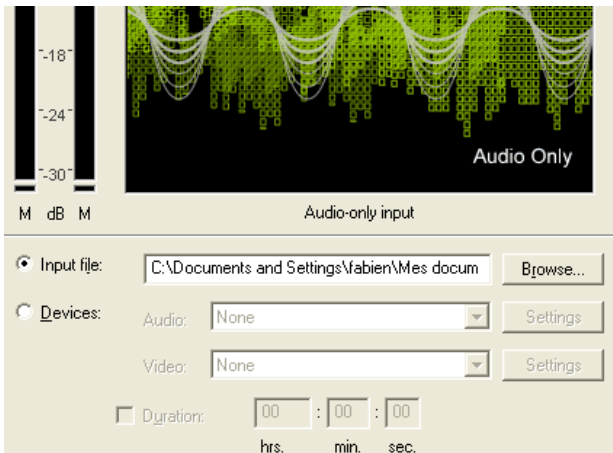 -18-
-24-
-30-
Audio Only
M dB M
Audio-only input
Input file: C:\Documents and Settings\fabien\Mes docum Browse...
Devices: Audio: None Settings
Video: None Settings
Duration: 00 : 00 : 00
hrs. min. sec.